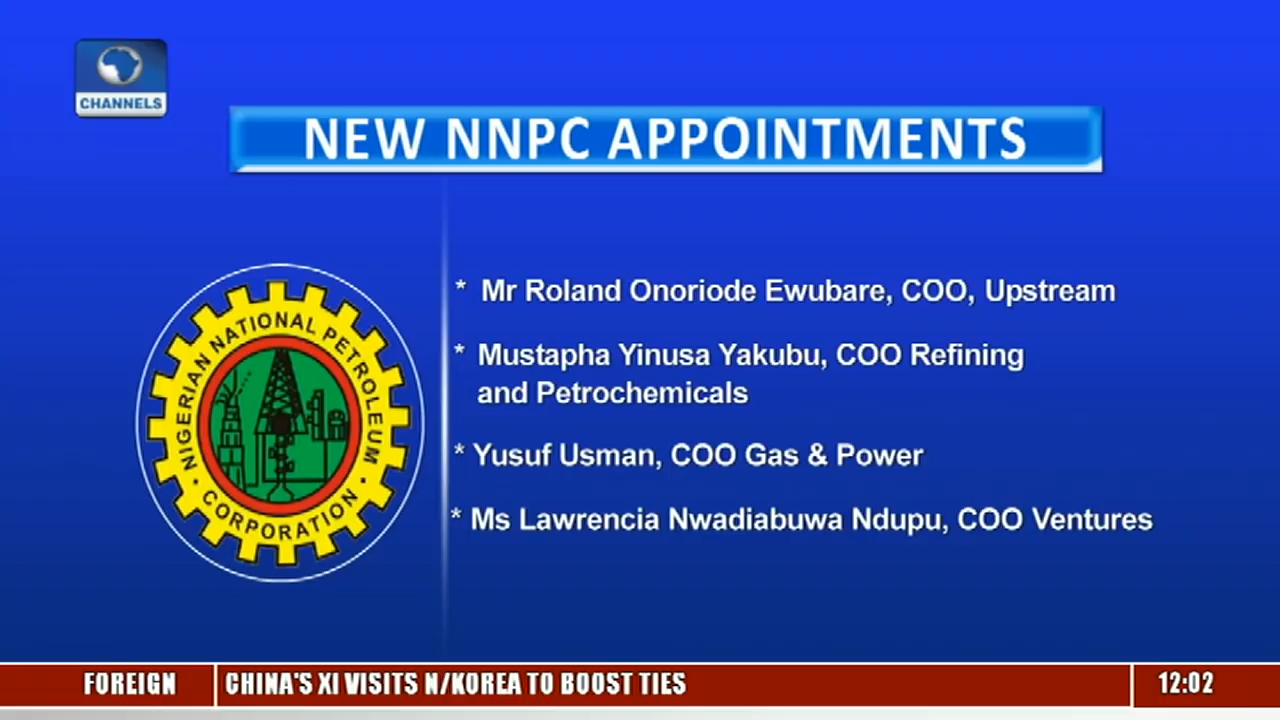 CHANNELS
NEW NNPC APPOINTMENTS
NIGERIAN NATIONAL PETROLEUM
· CORPORATION ·
* Mr Roland Onoriode Ewubare, COO, Upstream
* Mustapha Yinusa Yakubu, COO Refining
and Petrochemicals
* Yusuf Usman, COO Gas & Power
* Ms Lawrencia Nwadiabuwa Ndupu, COO Ventures
FOREIGN
CHINA'S XI VISITS N/KOREA TO BOOST TIES
12:02